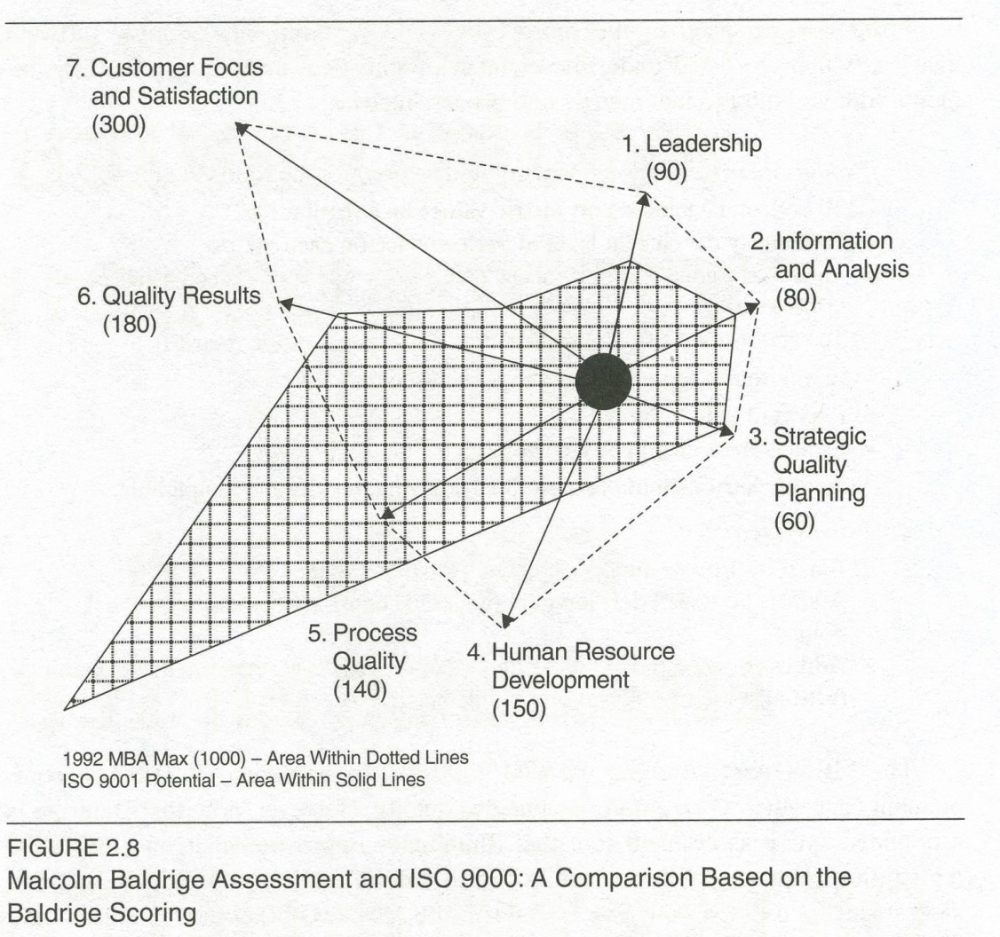 7. Customer Focus
and Satisfaction
(300)
1. Leadership
(90)
2. Information
and Analysis
(80)
6. Quality Results
(180)
3. Strategic
Quality
Planning
(60)
5. Process
Quality
(140)
4. Human Resource
Development
(150)
1992 MBA Max (1000) – Area Within Dotted Lines
ISO 9001 Potential – Area Within Solid Lines
FIGURE 2.8
Malcolm Baldrige Assessment and ISO 9000: A Comparison Based on the
Baldrige Scoring